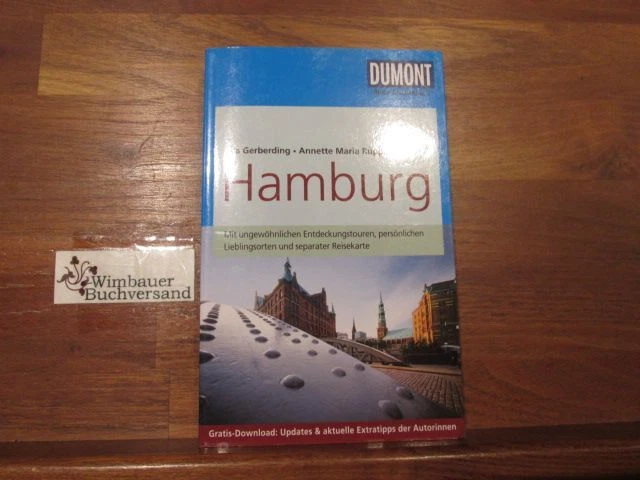 DUMONT
Gerberding • Annette Maria
Hamburg
Mit ungewöhnlichen Entdeckungstouren, persönlichen
Lieblingsorten und separater Reisekarte
Wimbauer
Buchversand
Gratis-Download: Updates & aktuelle Extratipps der Autorinnen